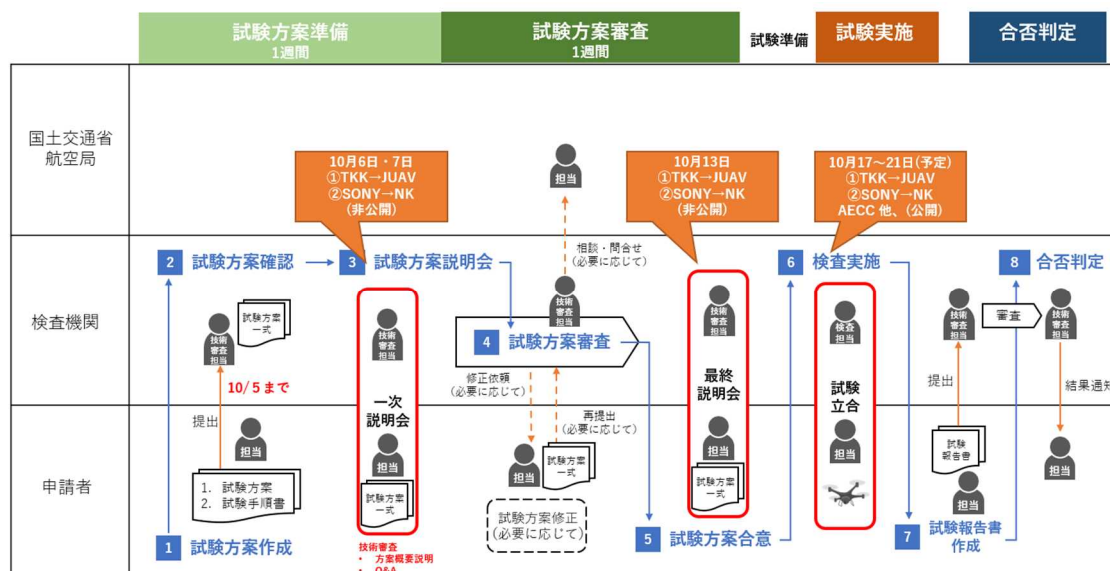 試験方案準備
1週間
試験方案審査
1週間
試験準備
試験実施
合否判定
国土交通省
航空局
10月6日・7日
①TKK→JUAV
②SONY→NK
(非公開)
担当
10月13日
①TKK→JUAV
②SONY→NK
(非公開)
10月17～21日(予定)
①TKK→JUAV
②SONY→NK
AECC 他、(公開)
検査機関
2 試験方案確認
3 試験方案説明会
相談・問合せ
(必要に応じて)
6 検査実施
8 合否判定
試験方案
一式
技術
審査
担当
技術
審査
担当
技術
審査
担当
4 試験方案審査
技術
審査
担当
検査
担当
技術
審査
担当
審査
技術
審査
担当
10/5まで
提出
一次
説明会
修正依頼
(必要に応じて)
再提出
(必要に応じて)
最終
説明会
試験
立合
提出
結果通知
申請者
担当
1. 試験方案
2. 試験手順書
担当
試験方案
一式
担当
試験方案
一式
試験方案修正
(必要に応じて)
担当
試験方案
一式
担当
試験
報告書
担当
担当
1 試験方案作成
5 試験方案合意
7 試験報告書
作成
技術審査
・ 方案概要説明
・ Q&A